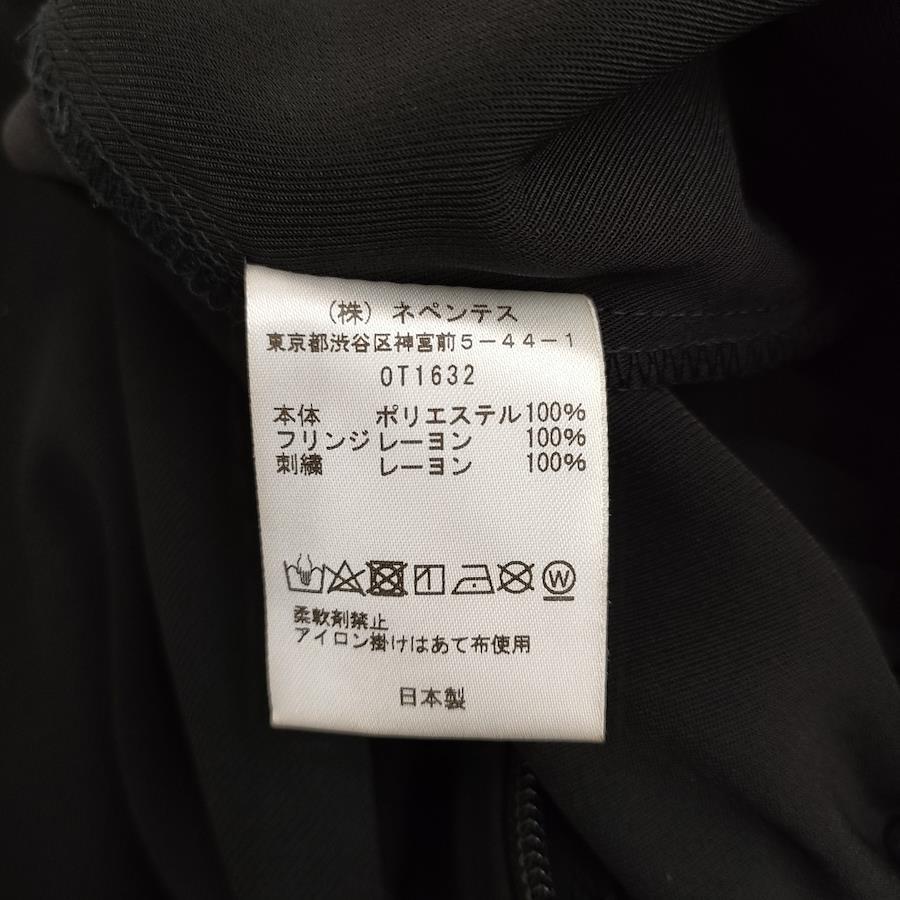 (株) ネペンテス
東京都渋谷区神宮前5-44-1
OT1632
本体 ポリエステル100%
フリンジ レーヨン 100%
刺繍 レーヨン 100%
W
柔軟剤禁止
アイロン掛けはあて布使用
日本製